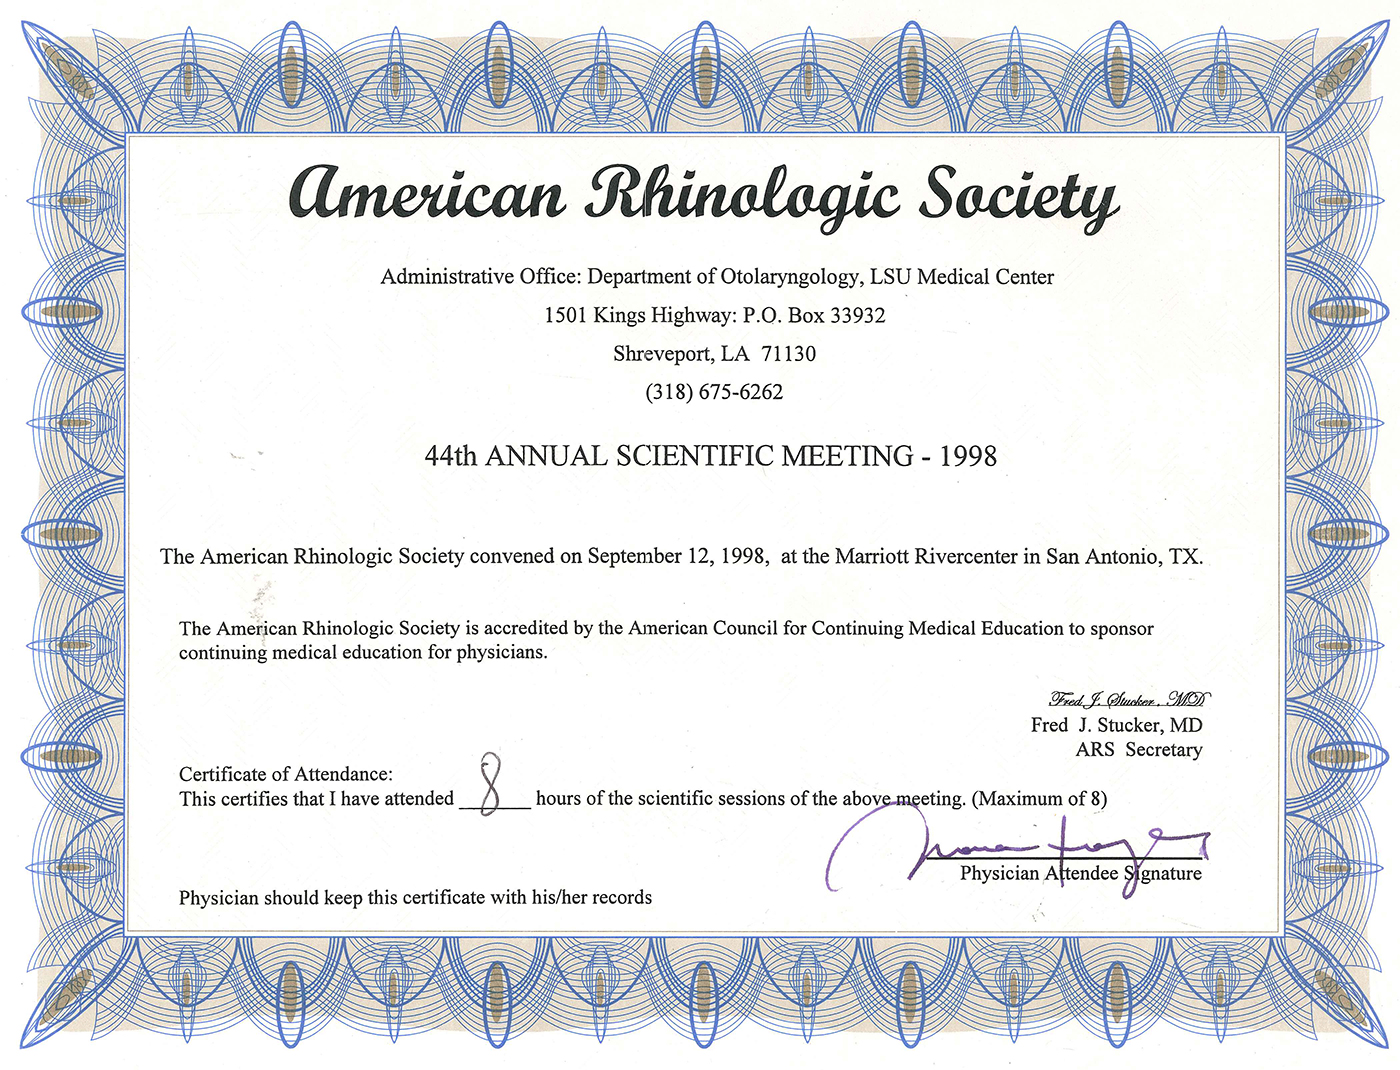 American Rhinologic Society
Administrative Office: Department of Otolaryngology, LSU Medical Center
1501 Kings Highway: P.O. Box 33932
Shreveport, LA 71130
(318) 675-6262
44th ANNUAL SCIENTIFIC MEETING - 1998
The American Rhinologic Society convened on September 12, 1998, at the Marriott Rivercenter in San Antonio, TX.
The American Rhinologic Society is accredited by the American Council for Continuing Medical Education to sponsor
continuing medical education for physicians.
Fred J. Stucker, MD
Fred J. Stucker, MD
ARS Secretary
Certificate of Attendance:
This certifies that I have attended 8 hours of the scientific sessions of the above meeting. (Maximum of 8)
Physician Attendee Signature
Physician should keep this certificate with his/her records